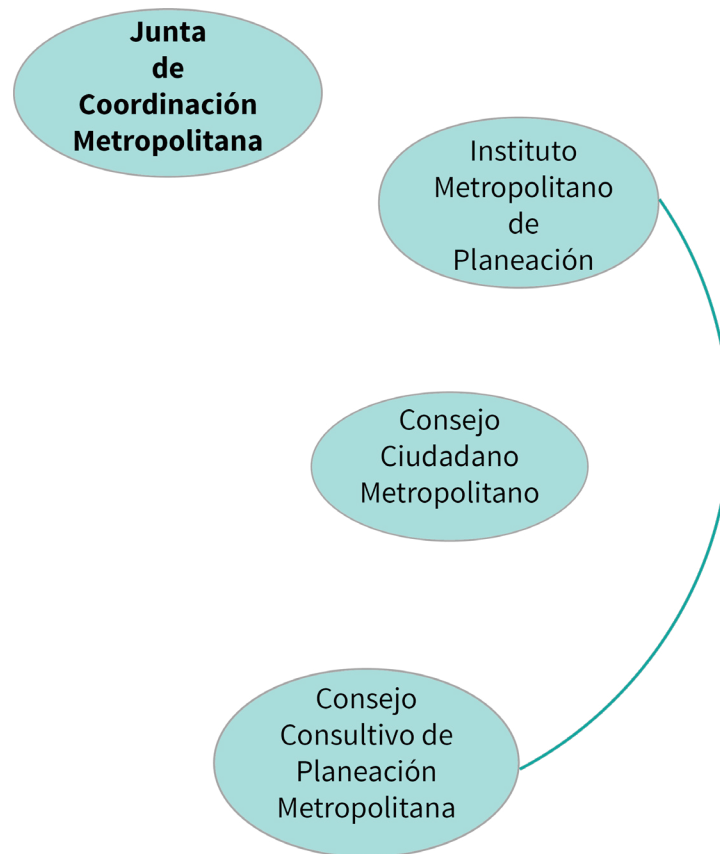 Junta
de
Coordinación
Metropolitana
Instituto
Metropolitano
de
Planeación
Consejo
Ciudadano
Metropolitano
Consejo
Consultivo de
Planeación
Metropolitana